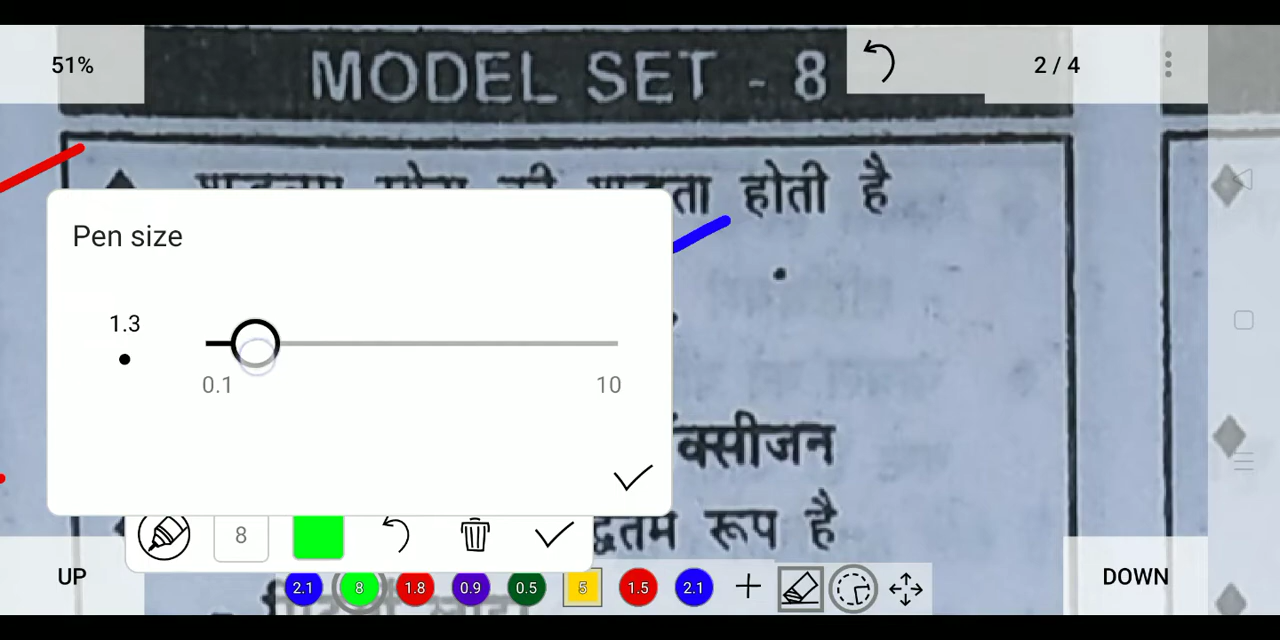 51%
MODEL SET - 8
2 / 4
होती है
Pen size
1.3
0.1 10
क्सीजन
रूप है
8
UP
2.1 8 1.8 0.9 0.5 5 1.5 2.1
DOWN